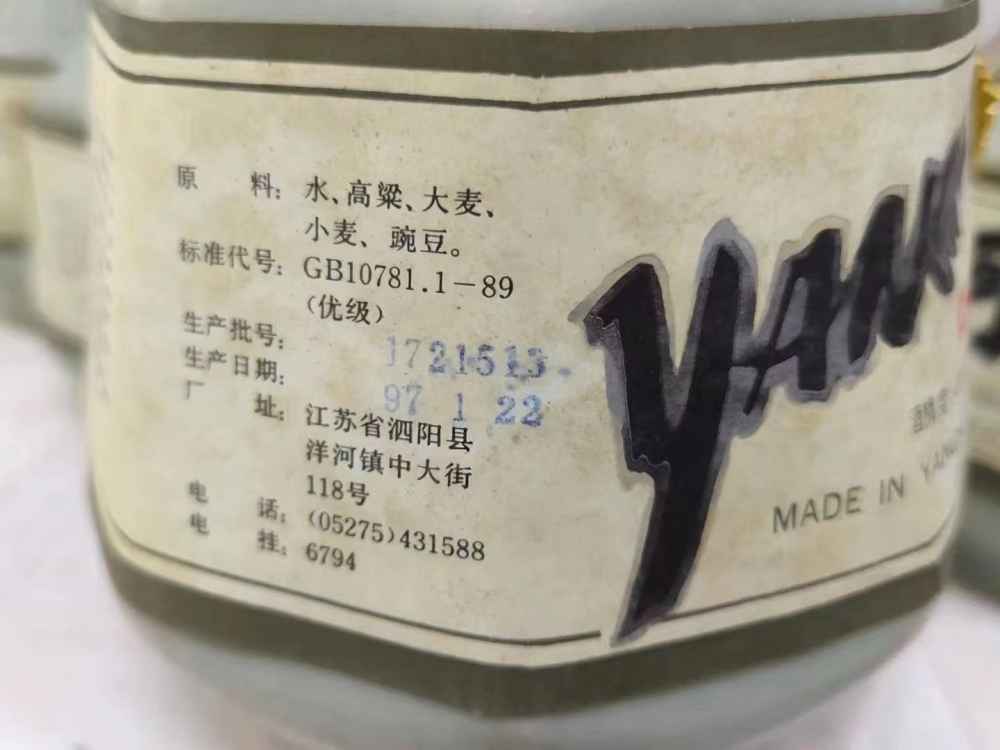 原 料：水、高粱、大麦、
小麦、豌豆。
标准代号：GB10781.1－89
（优级）
生产批号：1721513
生产日期：97 1 22
厂 址：江苏省泗阳县
洋河镇中大街
118号
电 话：（05275)431588
电 挂：6794
MADE IN